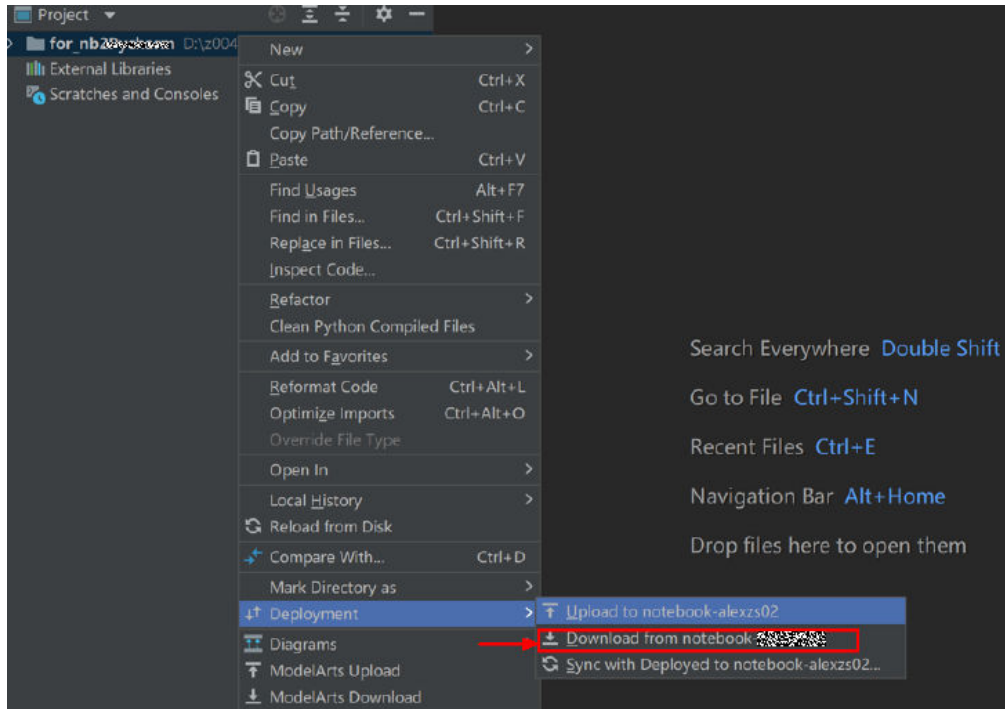 Project
for_nb2 D:\z004
External Libraries
Scratches and Consoles
New
Cut Ctrl+X
Copy Ctrl+C
Copy Path/Reference...
Paste Ctrl+V
Find Usages Alt+F7
Find in Files... Ctrl+Shift+F
Replace in Files... Ctrl+Shift+R
Inspect Code...
Refactor
Clean Python Compiled Files
Add to Favorites
Reformat Code Ctrl+Alt+L
Optimize Imports Ctrl+Alt+O
Override File Type
Open In
Local History
Reload from Disk
Compare With... Ctrl+D
Mark Directory as
Deployment
Diagrams
ModelArts Upload
ModelArts Download
Upload to notebook-alexzs02
Download from notebook-
Sync with Deployed to notebook-alexzs02...
Search Everywhere Double Shift
Go to File Ctrl+Shift+N
Recent Files Ctrl+E
Navigation Bar Alt+Home
Drop files here to open them